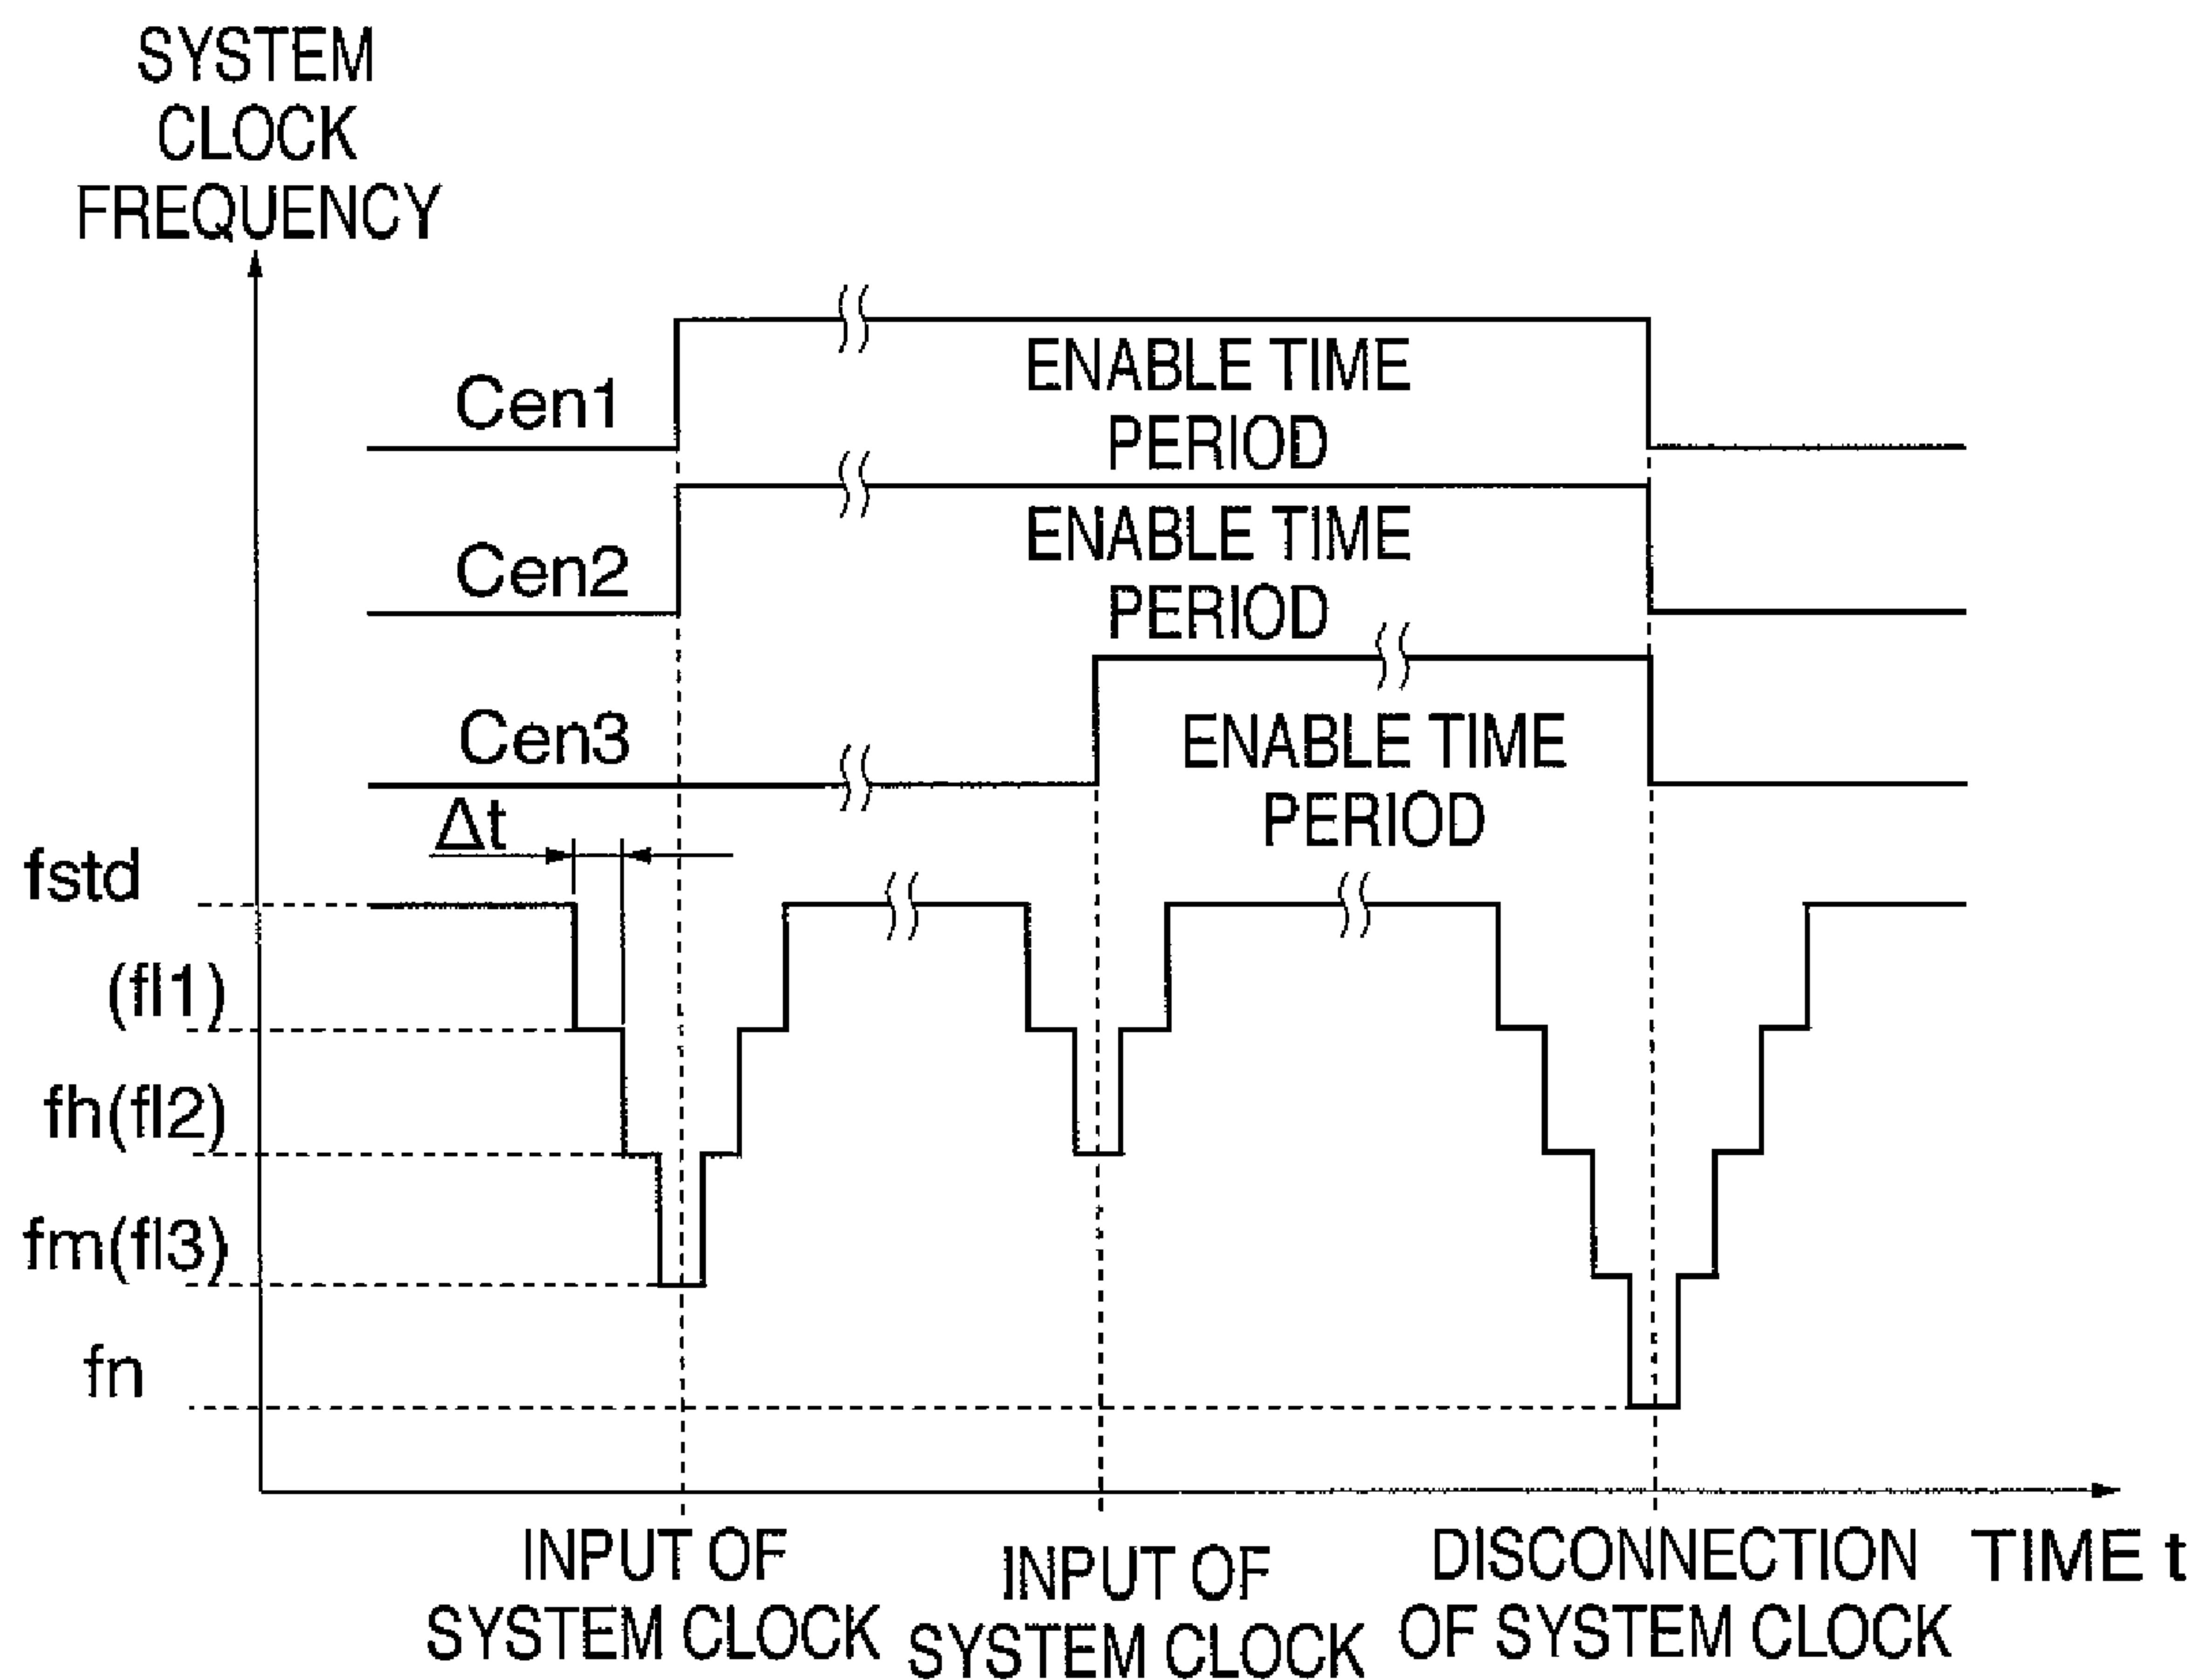 SYSTEM
CLOCK
FREQUENCY
Cen1
ENABLE TIME
PERIOD
Cen2
ENABLE TIME
PERIOD
Cen3
ENABLE TIME
PERIOD
Δt
fstd
(fl1)
fh(fl2)
fm(fl3)
fn
INPUT OF
SYSTEM CLOCK
INPUT OF
SYSTEM CLOCK
DISCONNECTION
OF SYSTEM CLOCK
TIME t